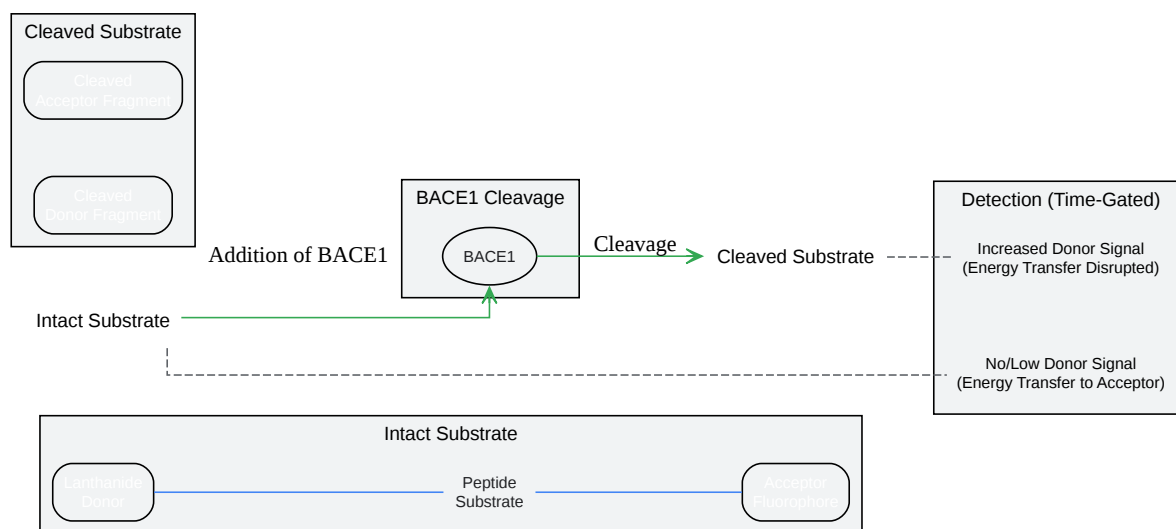 Cleaved Substrate
Cleaved
Acceptor Fragment
Cleaved
Donor Fragment
Addition of BACE1
BACE1 Cleavage
BACE1
Cleavage
Cleaved Substrate
Detection (Time-Gated)
Increased Donor Signal
(Energy Transfer Disrupted)
Intact Substrate
No/Low Donor Signal
(Energy Transfer to Acceptor)
Intact Substrate
Lanthanide
Donor
Peptide
Substrate
Acceptor
Fluorophore